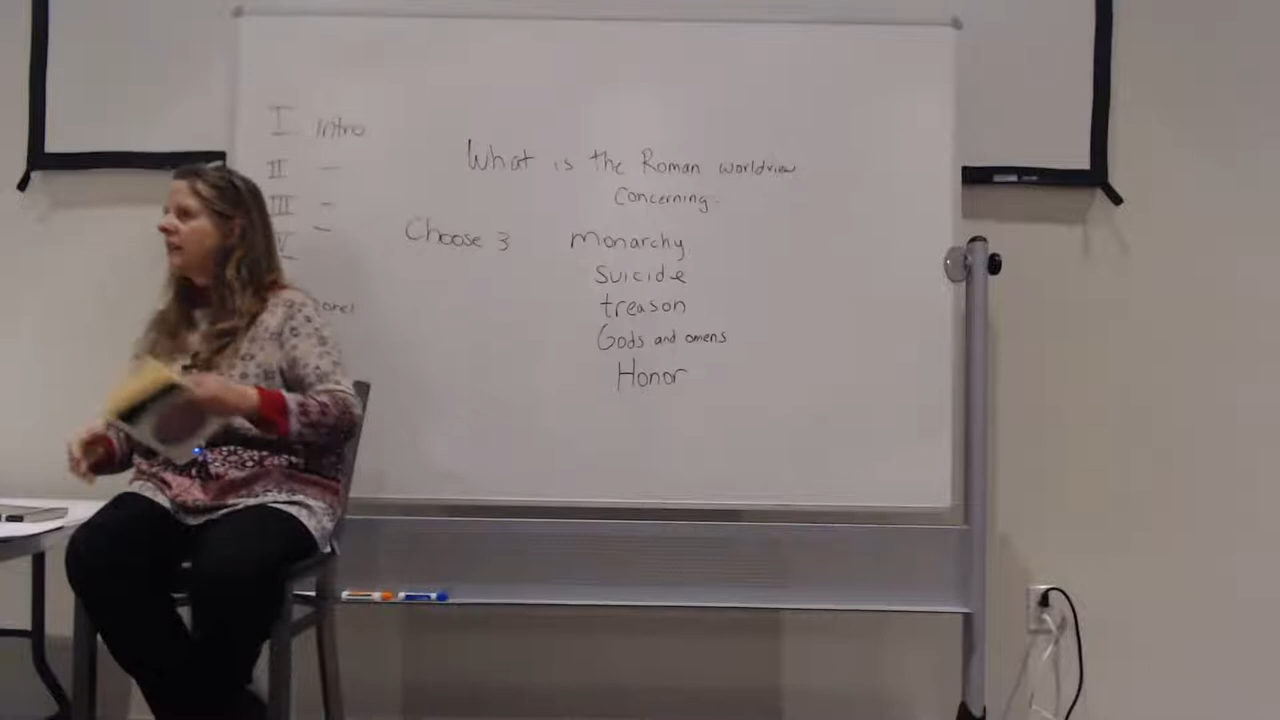 I Intro
II –
III –
V –
What is the Roman worldview
Concerning.
Choose 3 Monarchy
Suicide
treason
Gods and omens
Honor